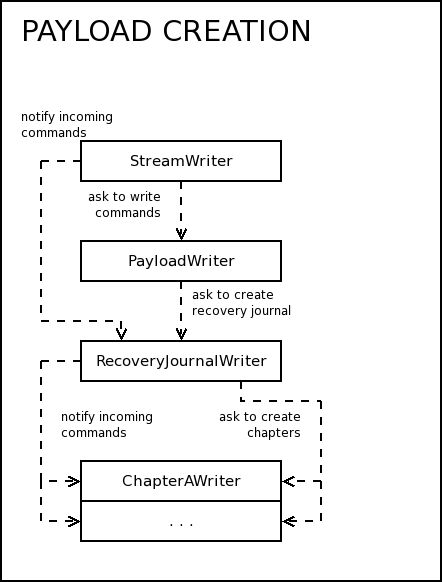 PAYLOAD CREATION
notify incoming
commands
StreamWriter
ask to write
commands
PayloadWriter
ask to create
recovery journal
RecoveryJournalWriter
notify incoming
commands
ask to create
chapters
ChapterAWriter
. . .